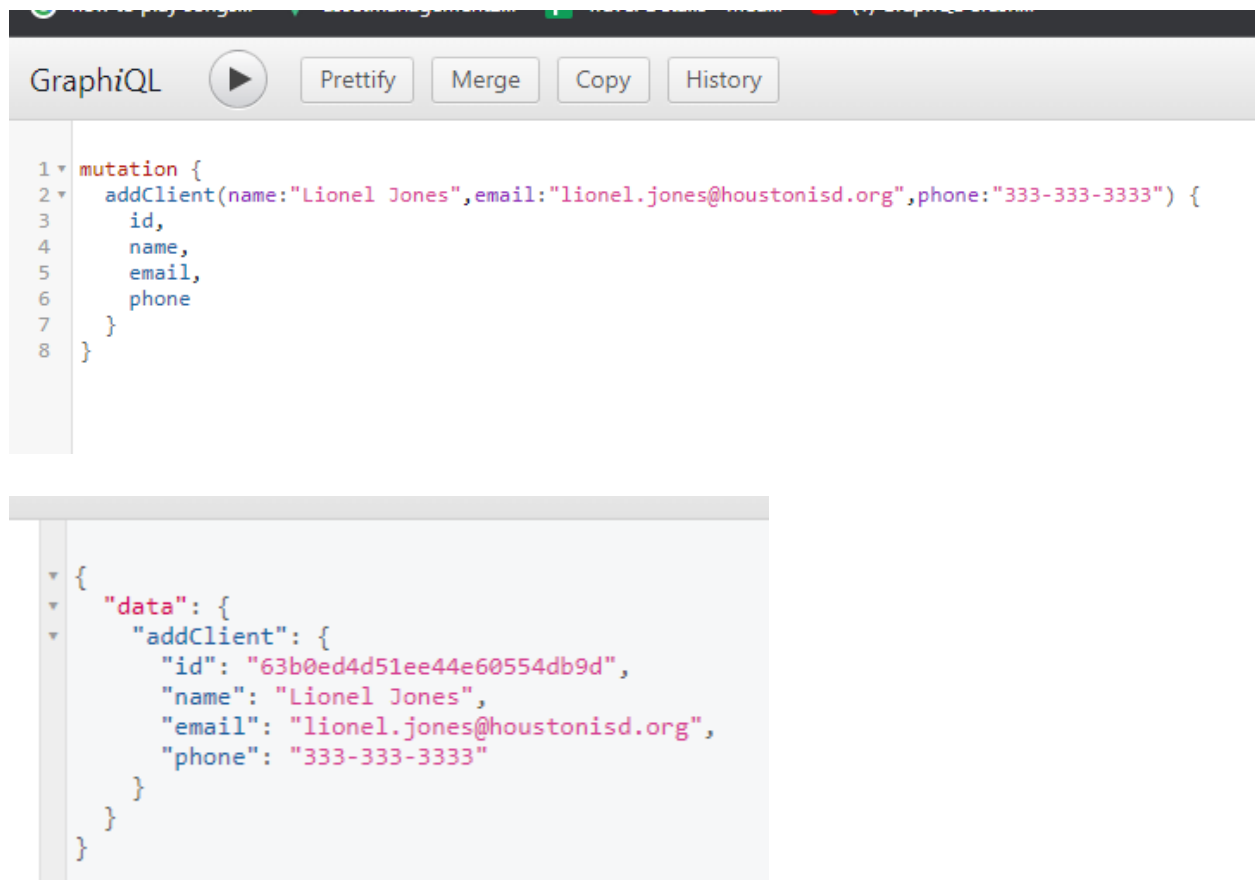 GraphiQL Prettify Merge Copy History
1 mutation {
2 addClient(name:"Lionel Jones",email:"lionel.jones@houstonisd.org",phone:"333-333-3333") {
3 id,
4 name,
5 email,
6 phone
7 }
8 }
{
"data": {
"addClient": {
"id": "63b0ed4d51ee44e60554db9d",
"name": "Lionel Jones",
"email": "lionel.jones@houstonisd.org",
"phone": "333-333-3333"
}
}
}